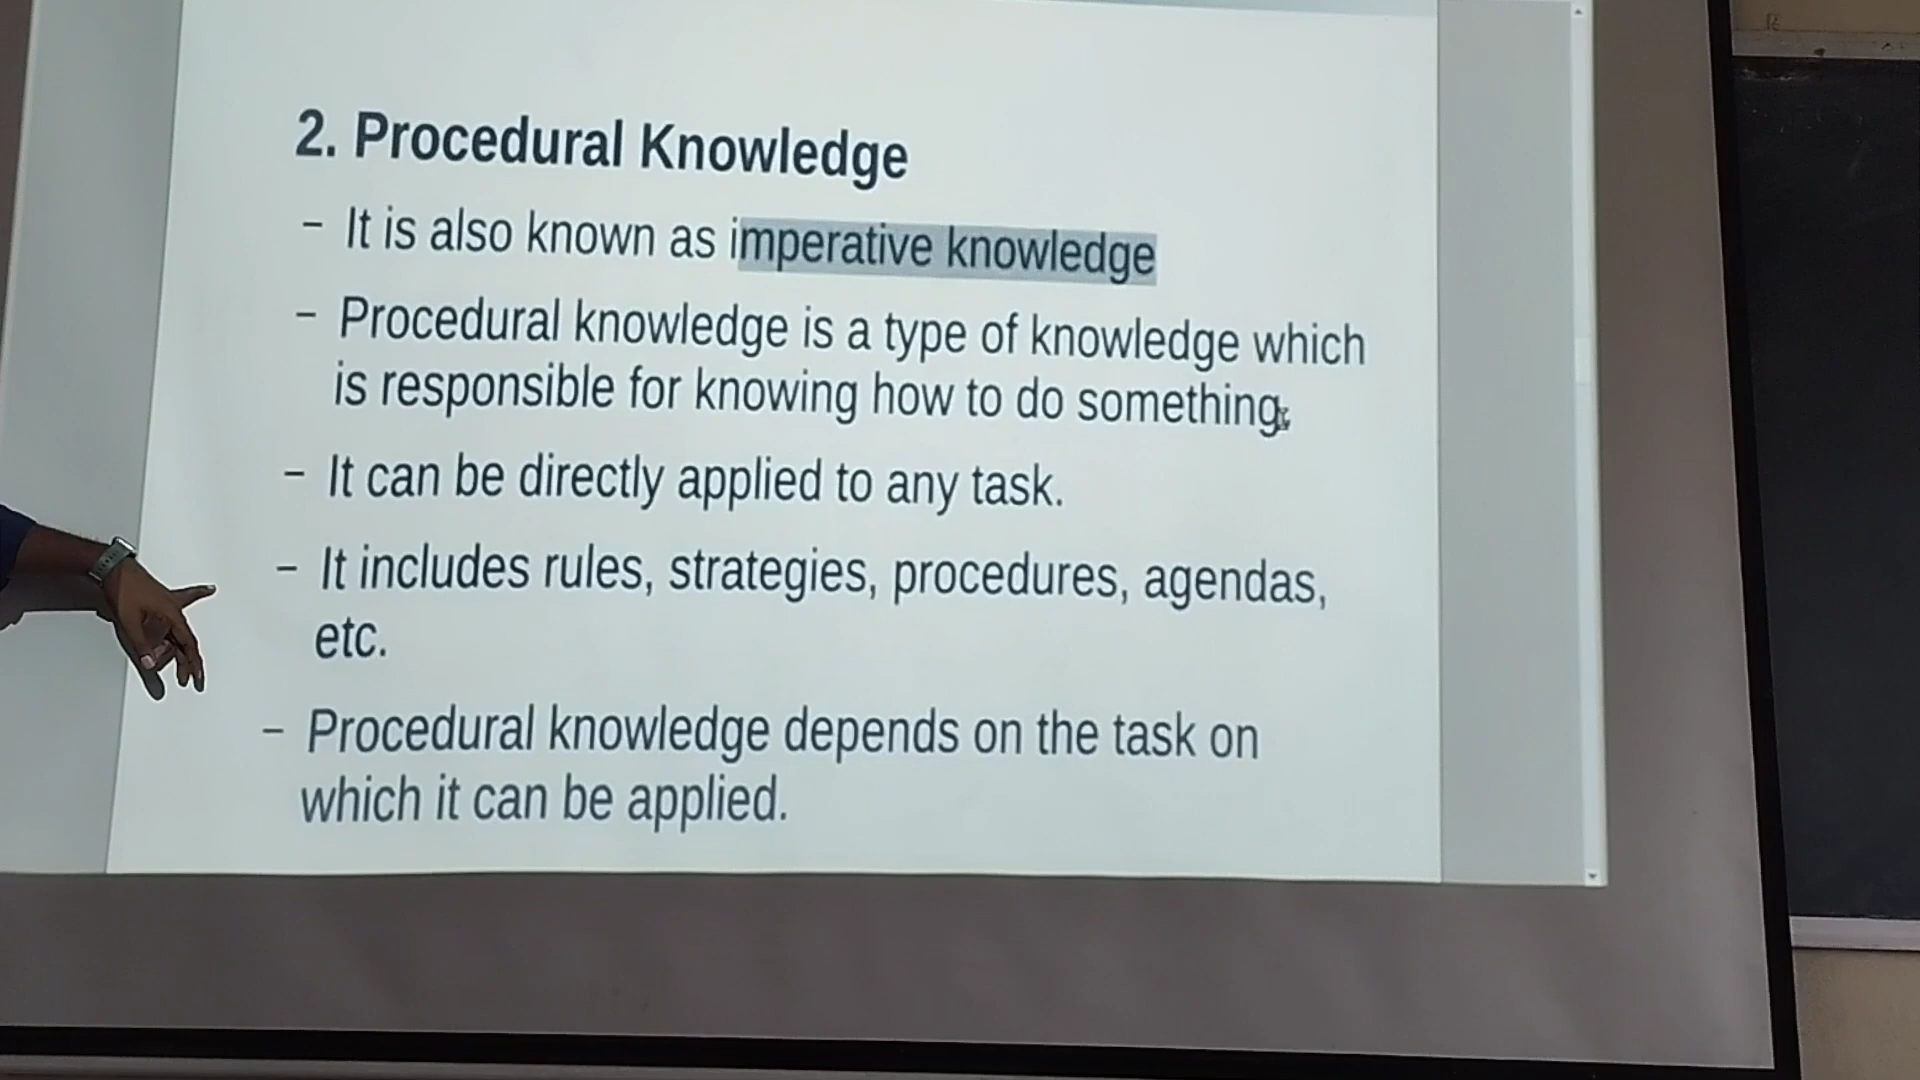 2. Procedural Knowledge
– It is also known as imperative knowledge
– Procedural knowledge is a type of knowledge which
is responsible for knowing how to do something.
– It can be directly applied to any task.
– It includes rules, strategies, procedures, agendas,
etc.
– Procedural knowledge depends on the task on
which it can be applied.